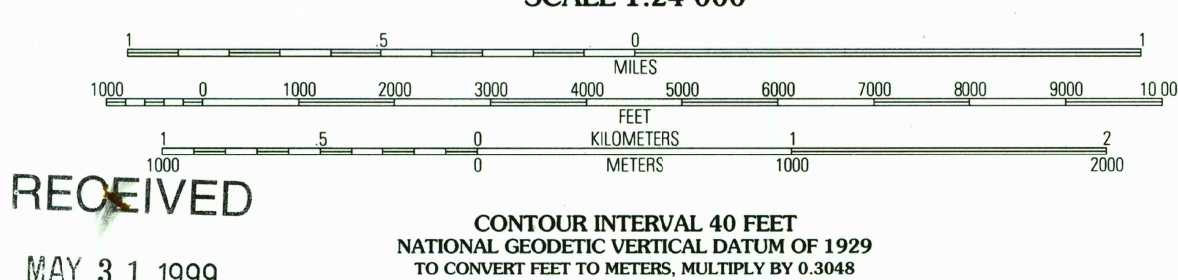 SCALE 1:24 000
1 .5 0 1
MILES
1000 0 1000 2000 3000 4000 5000 6000 7000 8000 9000 10 00
FEET
1 .5 0 KILOMETERS 1 2
1000 0 METERS 1000 2000
RECEIVED
MAY 3 1 1999
CONTOUR INTERVAL 40 FEET
NATIONAL GEODETIC VERTICAL DATUM OF 1929
TO CONVERT FEET TO METERS, MULTIPLY BY 0.3048